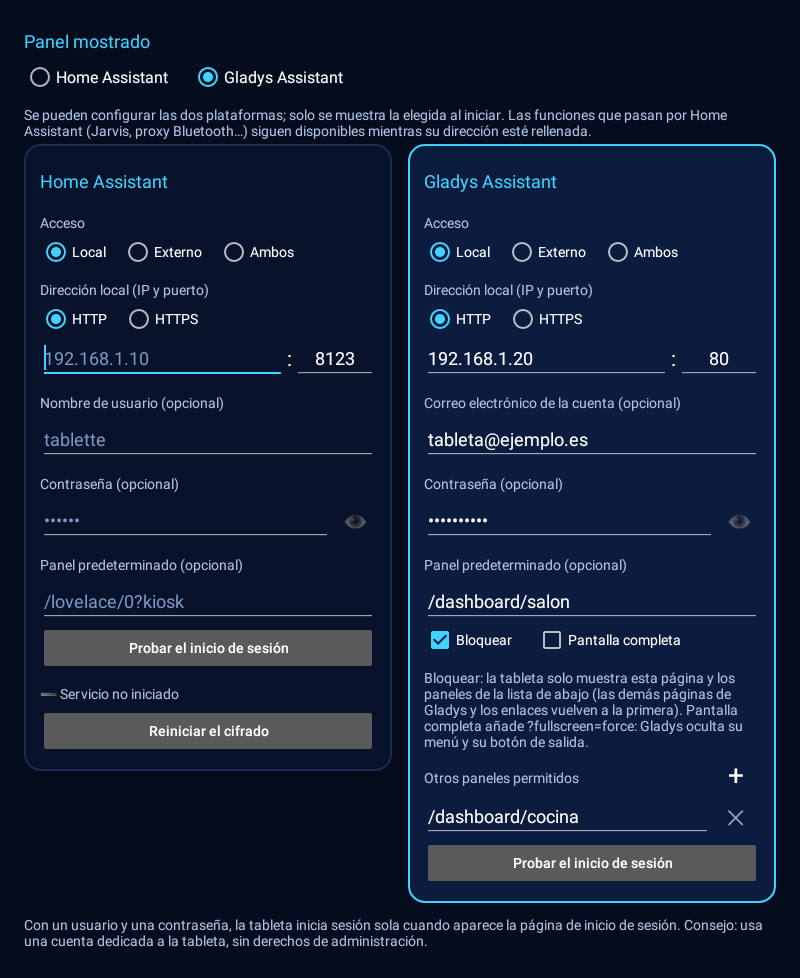 Panel mostrado
Home Assistant
Gladys Assistant
Se pueden configurar las dos plataformas; solo se muestra la elegida al iniciar. Las funciones que pasan por Home
Assistant (Jarvis, proxy Bluetooth…) siguen disponibles mientras su dirección esté rellenada.
Home Assistant
Acceso
Local
Externo
Ambos
Dirección local (IP y puerto)
HTTP
HTTPS
192.168.1.10 : 8123
Nombre de usuario (opcional)
tablette
Contraseña (opcional)
••••••
Panel predeterminado (opcional)
/lovelace/0?kiosk
Probar el inicio de sesión
Servicio no iniciado
Reiniciar el cifrado
Gladys Assistant
Acceso
Local
Externo
Ambos
Dirección local (IP y puerto)
HTTP
HTTPS
192.168.1.20 : 80
Correo electrónico de la cuenta (opcional)
tableta@ejemplo.es
Contraseña (opcional)
••••••••••
Panel predeterminado (opcional)
/dashboard/salon
Bloquear
Pantalla completa
Bloquear: la tableta solo muestra esta página y los
paneles de la lista de abajo (las demás páginas de
Gladys y los enlaces vuelven a la primera). Pantalla
completa añade ?fullscreen=force: Gladys oculta su
menú y su botón de salida.
Otros paneles permitidos +
/dashboard/cocina
Probar el inicio de sesión
Con un usuario y una contraseña, la tableta inicia sesión sola cuando aparece la página de inicio de sesión. Consejo: usa
una cuenta dedicada a la tableta, sin derechos de administración.